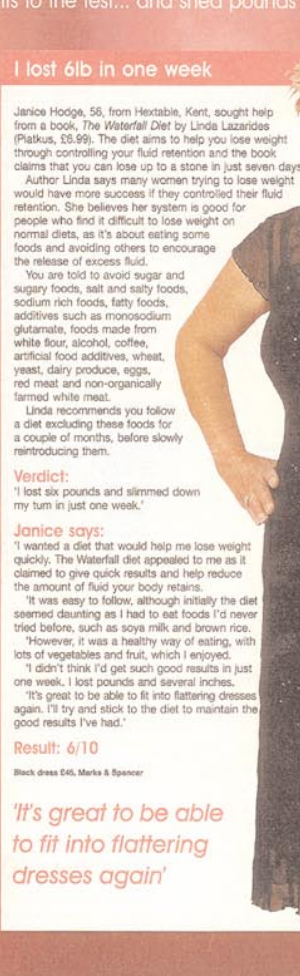 its to the test... and shed pounds
I lost 6lb in one week
Janice Hodge, 56, from Hextable, Kent, sought help
from a book, The Waterfall Diet by Linda Lazarides
(Piatkus, £6.99). The diet aims to help you lose weight
through controlling your fluid retention and the book
claims that you can lose up to a stone in just seven days
Author Linda says many women trying to lose weight
would have more success if they controlled their fluid
retention. She believes her system is good for
people who find it difficult to lose weight on
normal diets, as it's about eating some
foods and avoiding others to encourage
the release of excess fluid.
You are told to avoid sugar and
sugary foods, salt and salty foods,
sodium rich foods, fatty foods,
additives such as monosodium
glutamate, foods made from
white flour, alcohol, coffee,
artificial food additives, wheat,
yeast, dairy produce, eggs,
red meat and non-organically
farmed white meat.
Linda recommends you follow
a diet excluding these foods for
a couple of months, before slowly
reintroducing them.
Verdict:
'I lost six pounds and slimmed down
my tum in just one week.'
Janice says:
'I wanted a diet that would help me lose weight
quickly. The Waterfall diet appealed to me as it
claimed to give quick results and help reduce
the amount of fluid your body retains.
'It was easy to follow, although initially the diet
seemed daunting as I had to eat foods I'd never
tried before, such as soya milk and brown rice.
'However, it was a healthy way of eating, with
lots of vegetables and fruit, which I enjoyed.
'I didn't think I'd get such good results in just
one week. I lost pounds and several inches.
'It's great to be able to fit into flattering dresses
again. I'll try and stick to the diet to maintain the
good results I've had.'
Result: 6/10
Black dress £45, Marks & Spencer
'It's great to be able
to fit into flattering
dresses again'